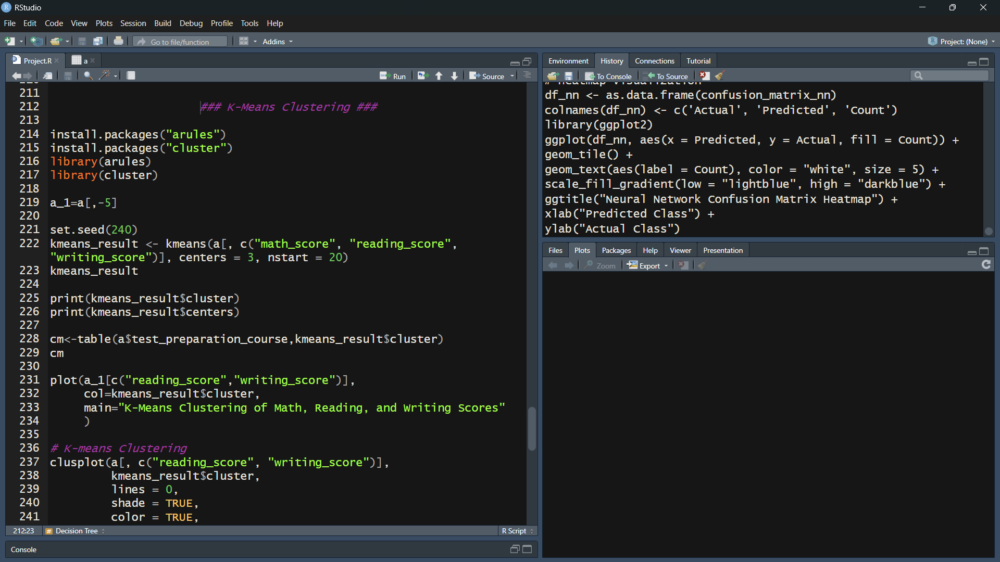 RStudio
File Edit Code View Plots Session Build Debug Profile Tools Help
Go to file/function Addins Project: (None)
Project.R a
Run Source
211
212 ### K-Means Clustering ###
213
214 install.packages("arules")
215 install.packages("cluster")
216 library(arules)
217 library(cluster)
218
219 a_1=a[,-5]
220
221 set.seed(240)
222 kmeans_result <- kmeans(a[, c("math_score", "reading_score",
"writing_score")], centers = 3, nstart = 20)
223 kmeans_result
224
225 print(kmeans_result$cluster)
226 print(kmeans_result$centers)
227
228 cm<-table(a$test_preparation_course,kmeans_result$cluster)
229 cm
230
231 plot(a_1[c("reading_score","writing_score")],
232 col=kmeans_result$cluster,
233 main="K-Means Clustering of Math, Reading, and Writing Scores"
234 )
235
236 # K-means Clustering
237 clusplot(a[, c("reading_score", "writing_score")],
238 kmeans_result$cluster,
239 lines = 0,
240 shade = TRUE,
241 color = TRUE,
212:23 # Decision Tree R Script
Console
Environment History Connections Tutorial
To Console To Source
# Heatmap Visualization
df_nn <- as.data.frame(confusion_matrix_nn)
colnames(df_nn) <- c('Actual', 'Predicted', 'Count')
library(ggplot2)
ggplot(df_nn, aes(x = Predicted, y = Actual, fill = Count)) +
geom_tile() +
geom_text(aes(label = Count), color = "white", size = 5) +
scale_fill_gradient(low = "lightblue", high = "darkblue") +
ggtitle("Neural Network Confusion Matrix Heatmap") +
xlab("Predicted Class") +
ylab("Actual Class")
Files Plots Packages Help Viewer Presentation
Zoom Export